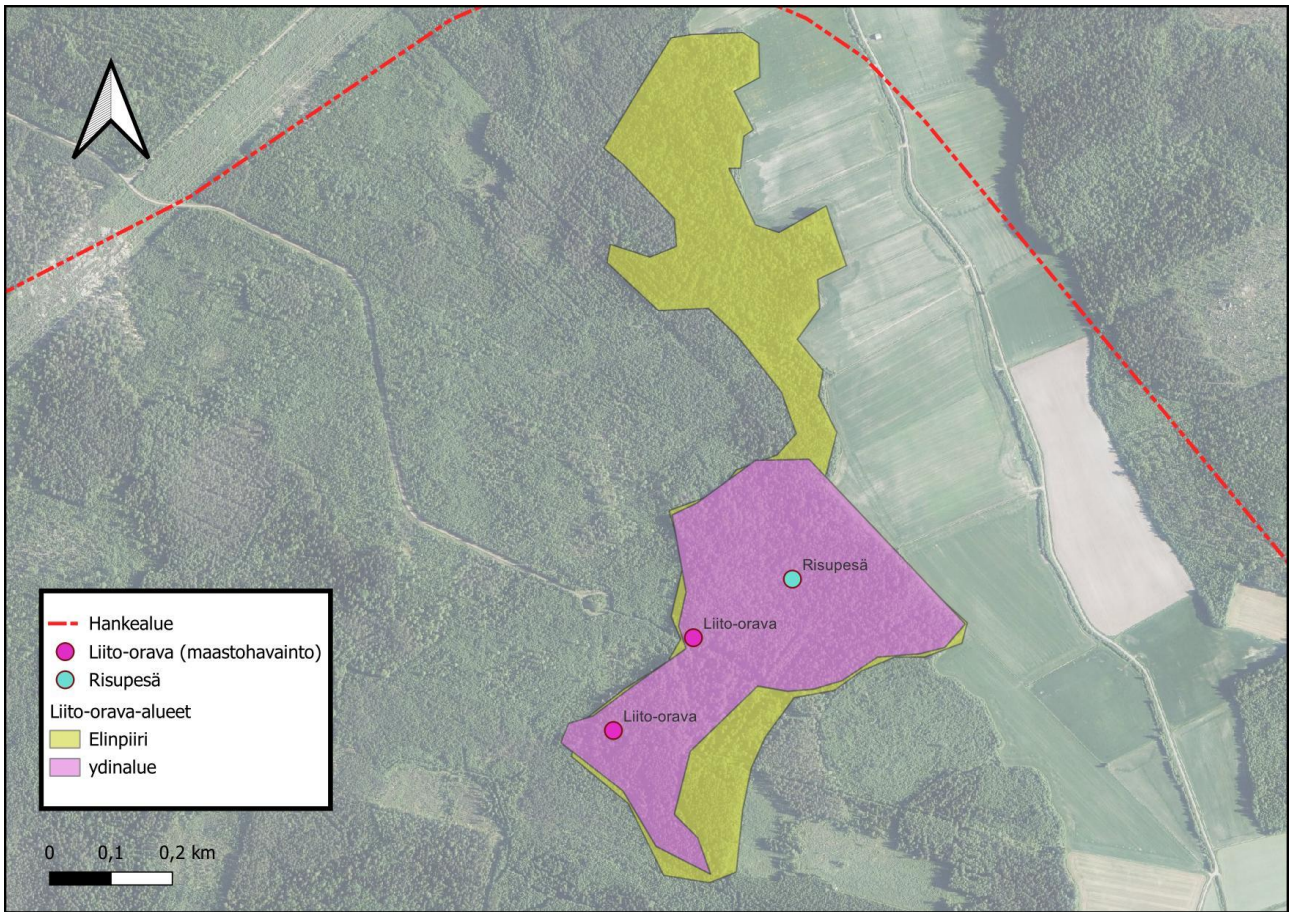 Risupesä
Liito-orava
Liito-orava
Hankealue
Liito-orava (maastohavainto)
Risupesä
Liito-orava-alueet
Elinpiiri
ydinalue
0 0,1 0,2 km